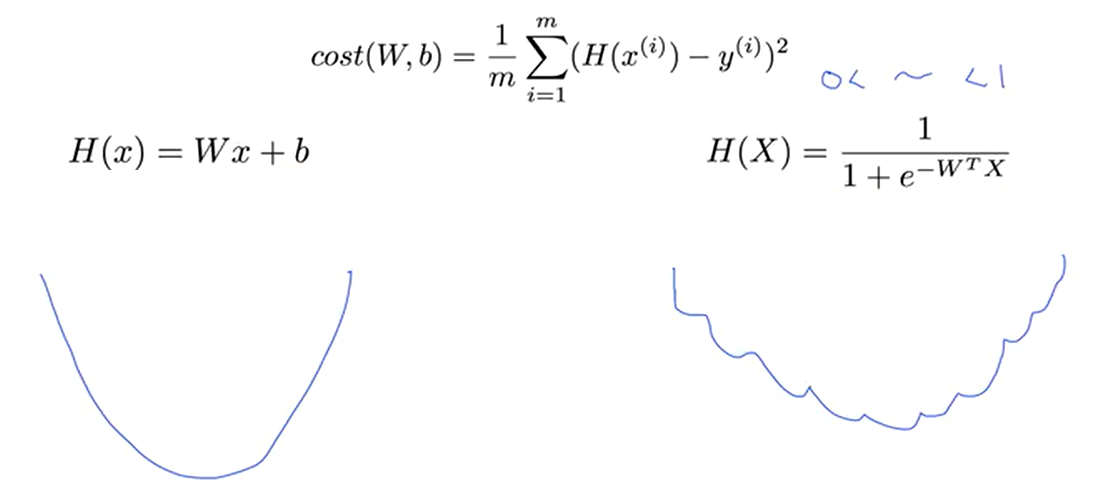 cost(W, b) = \frac{1}{m} \sum_{i=1}^{m} (H(x^{(i)}) - y^{(i)})^2
0< ~ <1
H(x) = Wx + b
H(X) = \frac{1}{1 + e^{-W^T X}}